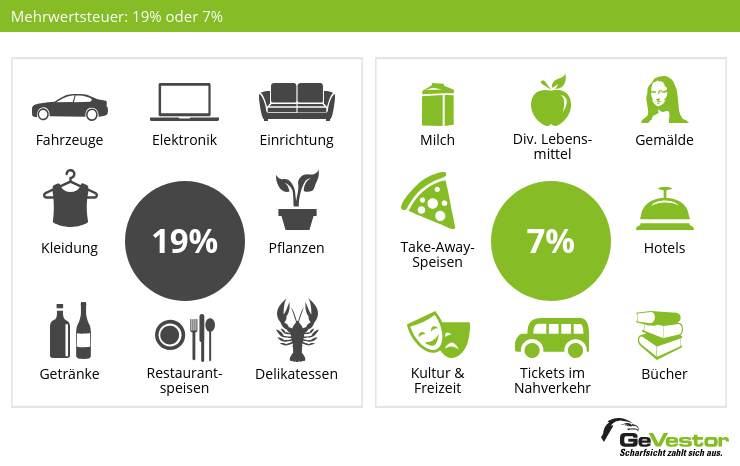 Mehrwertsteuer: 19% oder 7%
Fahrzeuge
Elektronik
Einrichtung
Kleidung
19%
Pflanzen
Getränke
Restaurant-
speisen
Delikatessen
Milch
Div. Lebens-
mittel
Gemälde
Take-Away-
Speisen
7%
Hotels
Kultur &
Freizeit
Tickets im
Nahverkehr
Bücher
GeVestor
Scharfsicht zahlt sich aus.